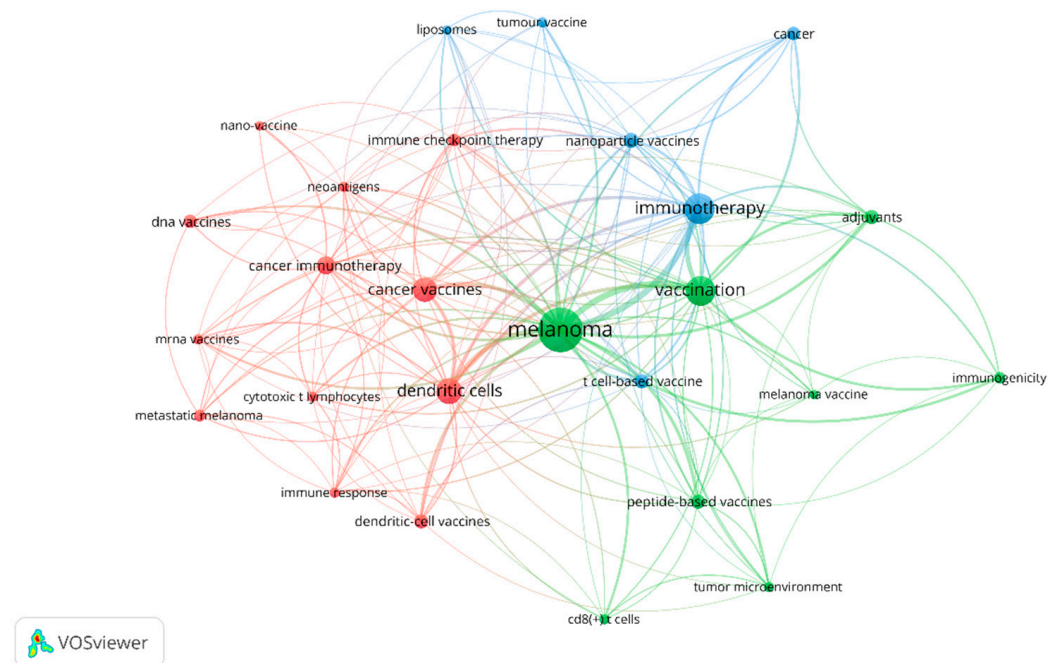 tumour vaccine
liposomes
cancer
nano-vaccine
immune checkpoint therapy
nanoparticle vaccines
neoantigens
immunotherapy
dna vaccines
adjuvants
cancer immunotherapy
cancer vaccines
vaccination
melanoma
mrna vaccines
immunogenicity
t cell-based vaccine
dendritic cells
cytotoxic t lymphocytes
melanoma vaccine
metastatic melanoma
immune response
peptide-based vaccines
dendritic-cell vaccines
tumor microenvironment
cd8(+) t cells
VOSviewer